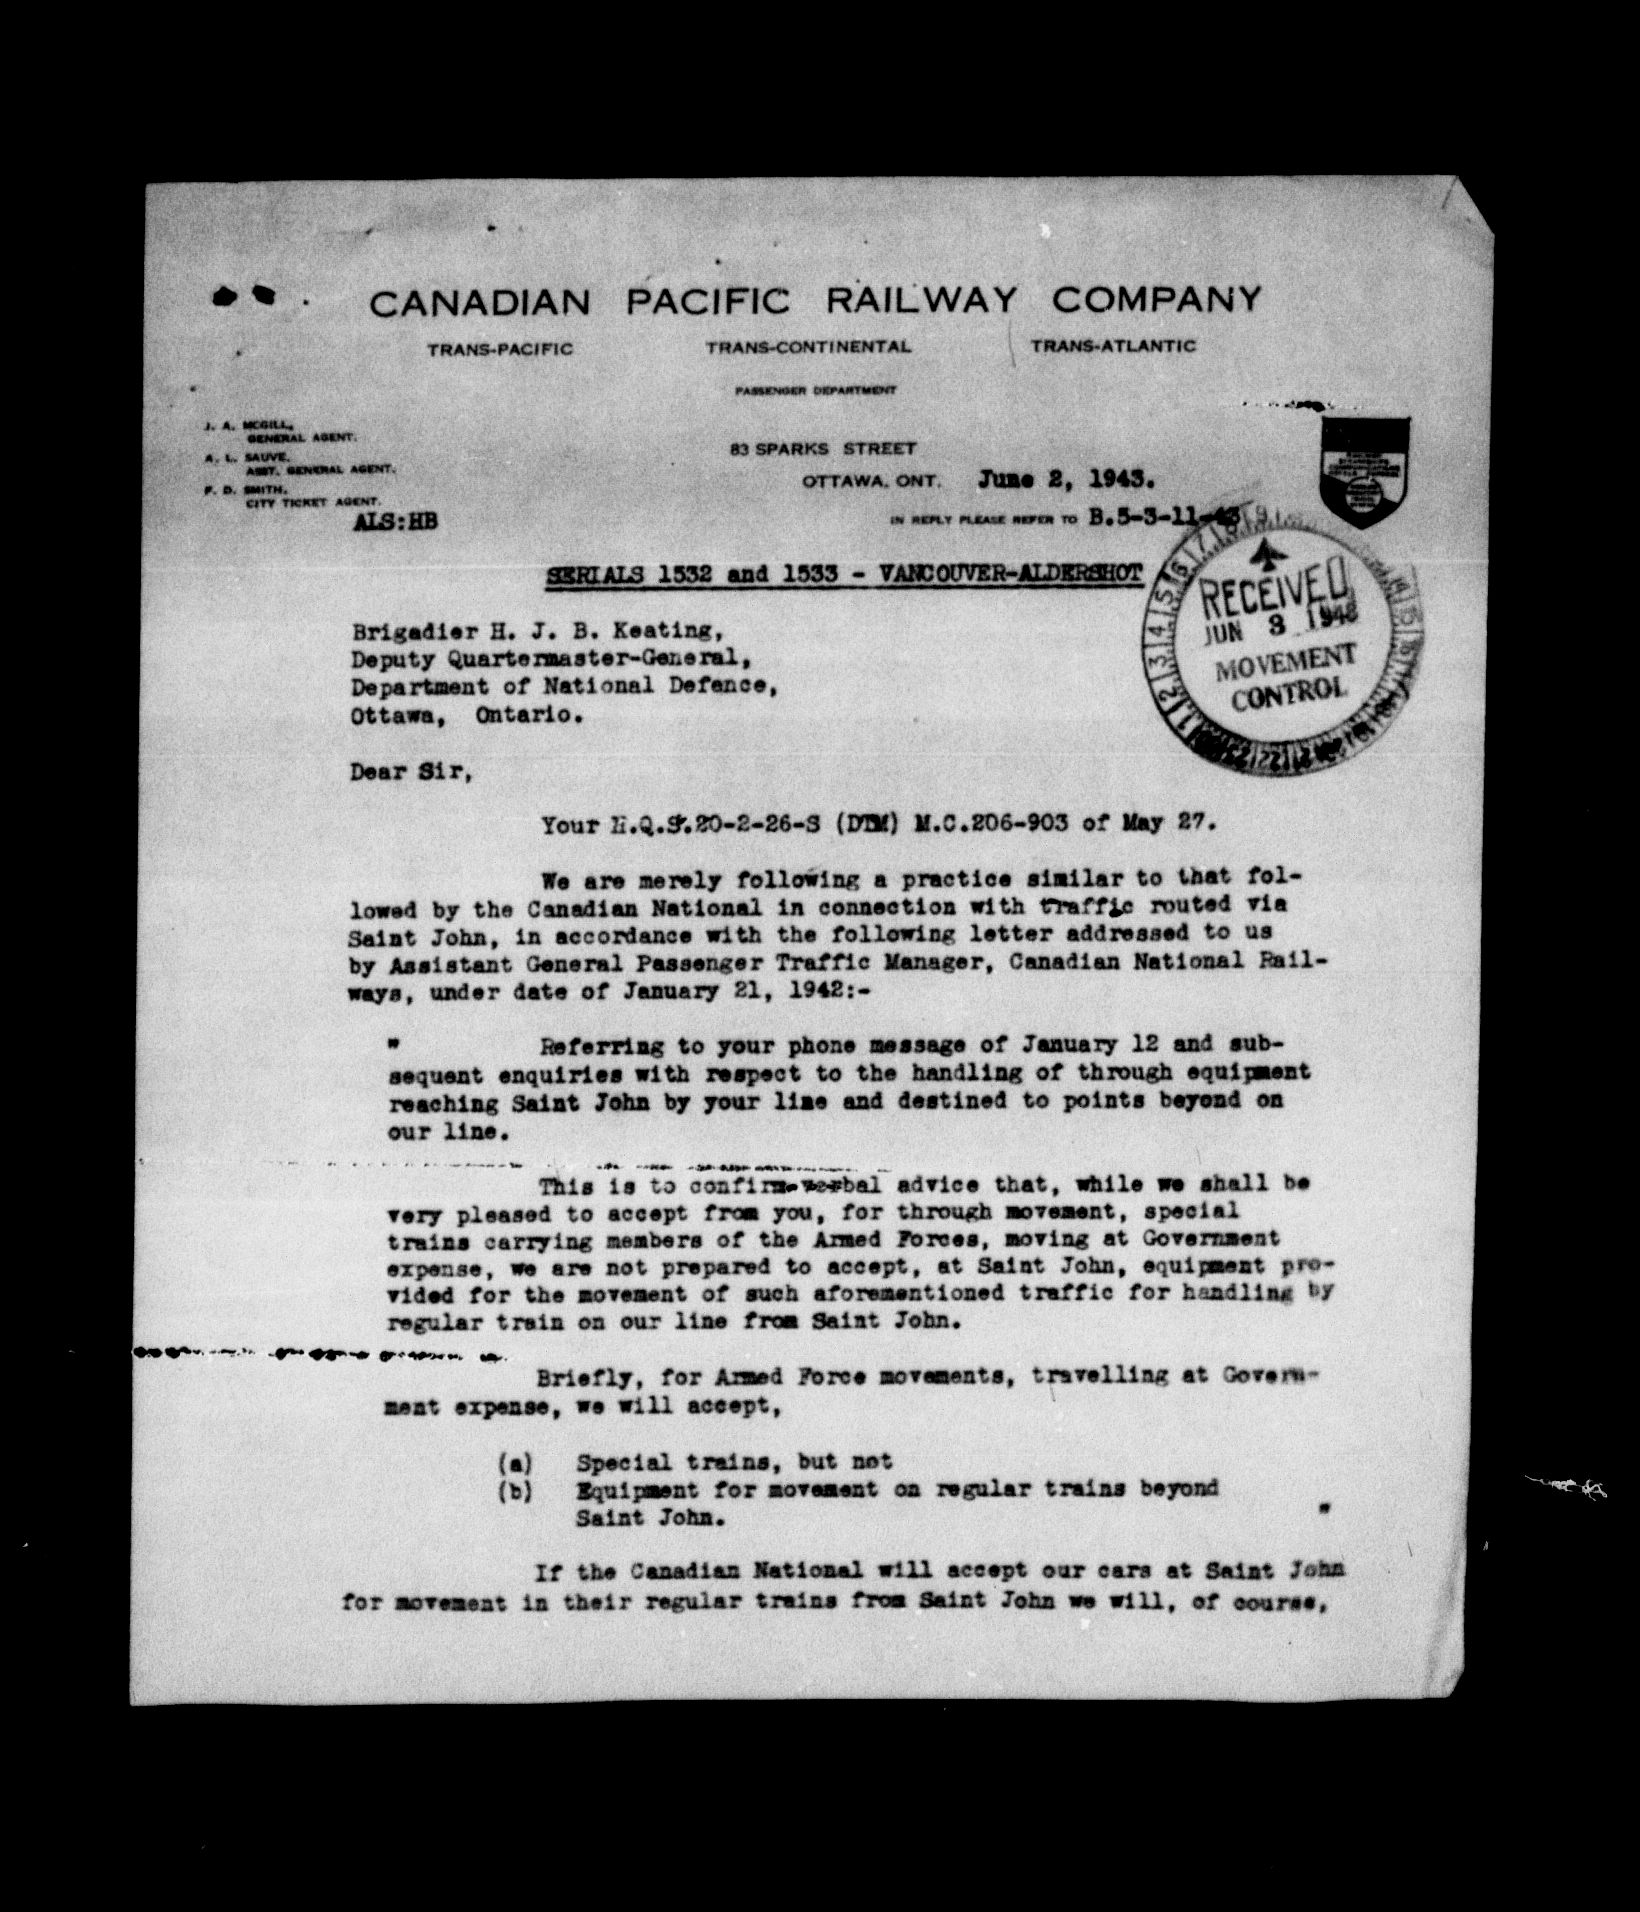 CANADIAN PACIFIC RAILWAY COMPANY
TRANS-PACIFIC TRANS-CONTINENTAL TRANS-ATLANTIC
PASSENGER DEPARTMENT
J. A. MCGILL,
GENERAL AGENT.
A. L. SAUVE,
ASST. GENERAL AGENT.
F. D. SMITH,
CITY TICKET AGENT.
83 SPARKS STREET
OTTAWA, ONT. June 2, 1943.
ALS:HB
IN REPLY PLEASE REFER TO B.5-3-11-43
SERIALS 1532 and 1533 - VANCOUVER-ALDERSHOT
RECEIVED
JUN 3 1943
MOVEMENT
CONTROL
Brigadier H. J. B. Keating,
Deputy Quartermaster-General,
Department of National Defence,
Ottawa, Ontario.
Dear Sir,
Your H.Q.S.20-2-26-S (DTM) M.C.206-903 of May 27.
We are merely following a practice similar to that fol-
lowed by the Canadian National in connection with traffic routed via
Saint John, in accordance with the following letter addressed to us
by Assistant General Passenger Traffic Manager, Canadian National Rail-
ways, under date of January 21, 1942:-
" Referring to your phone message of January 12 and sub-
sequent enquiries with respect to the handling of through equipment
reaching Saint John by your line and destined to points beyond on
our line.
This is to confirm verbal advice that, while we shall be
very pleased to accept from you, for through movement, special
trains carrying members of the Armed Forces, moving at Government
expense, we are not prepared to accept, at Saint John, equipment pro-
vided for the movement of such aforementioned traffic for handling by
regular train on our line from Saint John.
Briefly, for Armed Force movements, travelling at Govern-
ment expense, we will accept,
(a) Special trains, but not
(b) Equipment for movement on regular trains beyond
Saint John. "
If the Canadian National will accept our cars at Saint John
for movement in their regular trains from Saint John we will, of course,